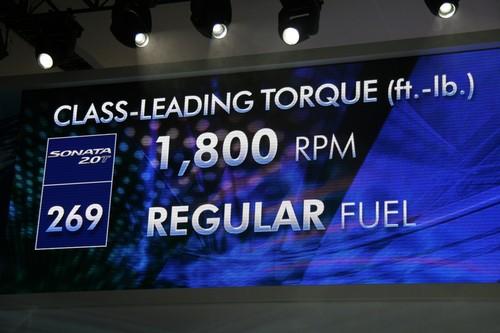 CLASS-LEADING TORQUE (ft.-lb.)
SONATA
2.0T
1,800 RPM
269
REGULAR FUEL